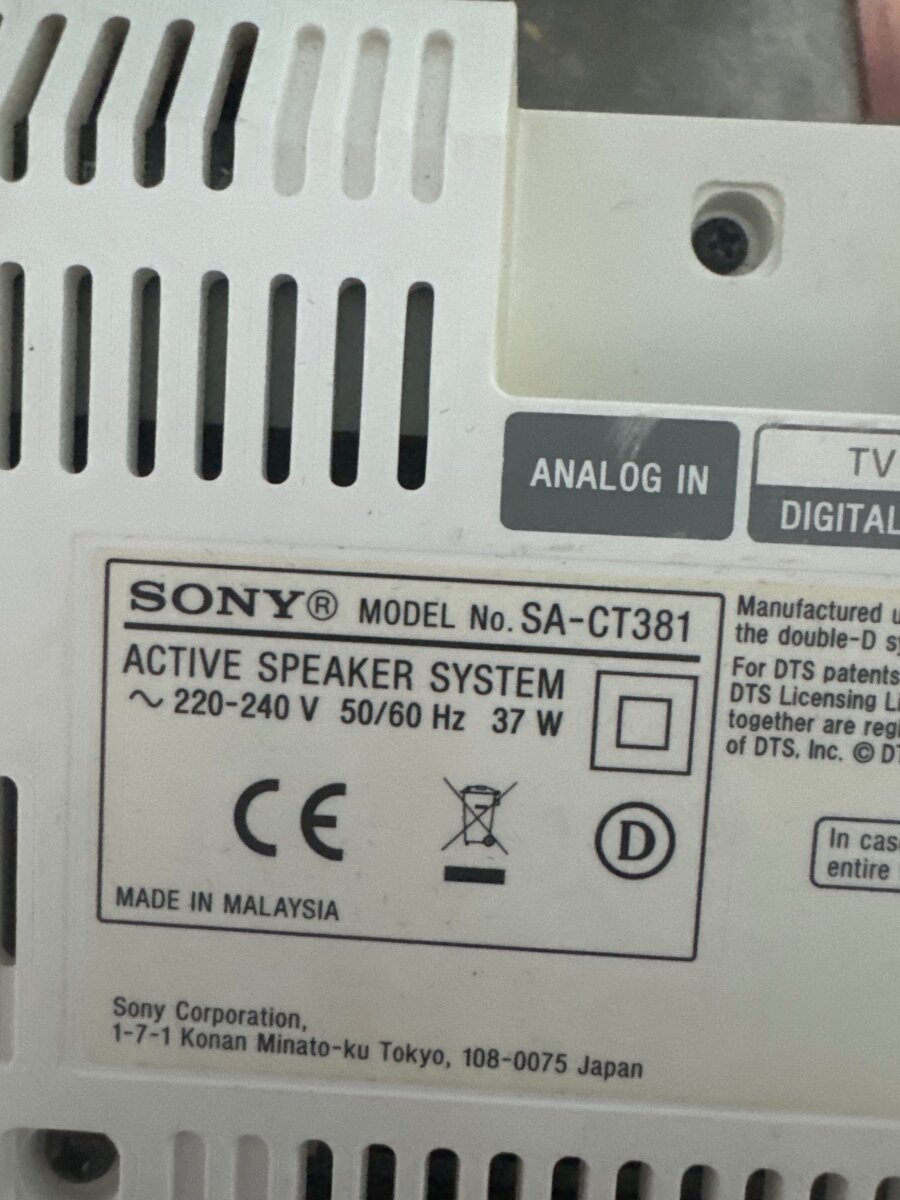 ANALOG IN
TV
DIGITAL
SONY® MODEL No. SA-CT381
ACTIVE SPEAKER SYSTEM
~ 220-240 V 50/60 Hz 37 W
CE
D
MADE IN MALAYSIA
Manufactured
the double-D
For DTS patents
DTS Licensing
together are
of DTS, Inc. ©
In
entire
Sony Corporation,
1-7-1 Konan Minato-ku Tokyo, 108-0075 Japan